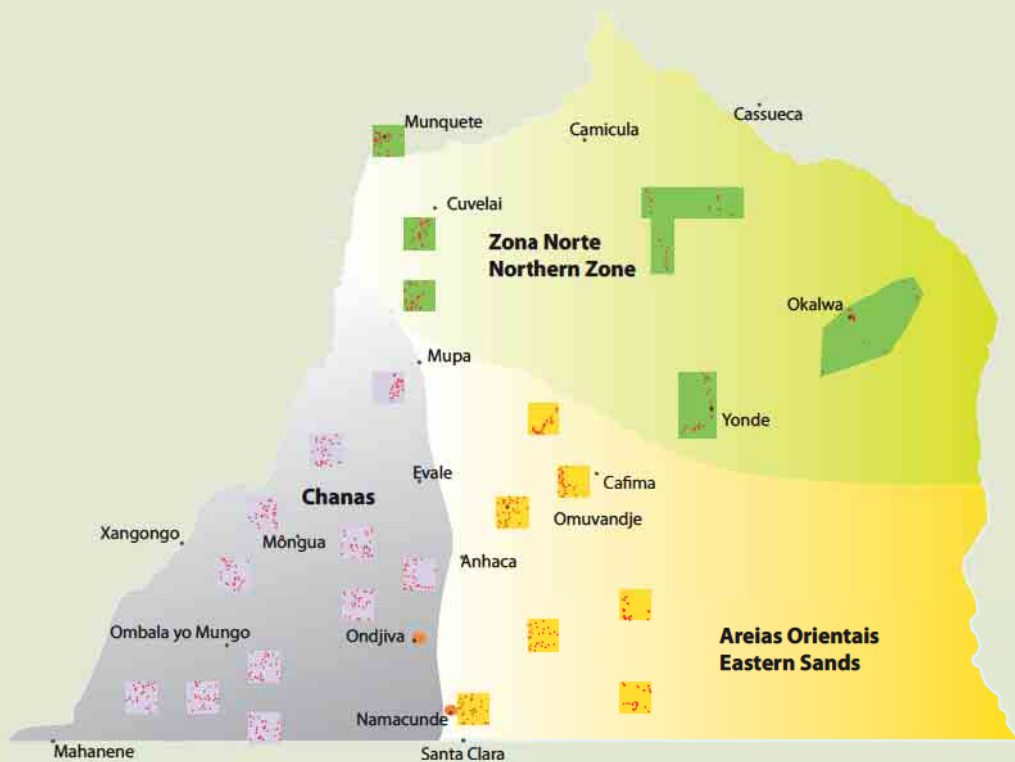 Cassueca
Munquete
Camicula
Cuvelai
Zona Norte
Northern Zone
Okalwa
Mupa
Yonde
Evale
Cafima
Chanas
Omuvandje
Xangongo
Môngua
Anhaca
Ombala yo Mungo
Ondjiva
Areias Orientais
Eastern Sands
Namacunde
Mahanene
Santa Clara